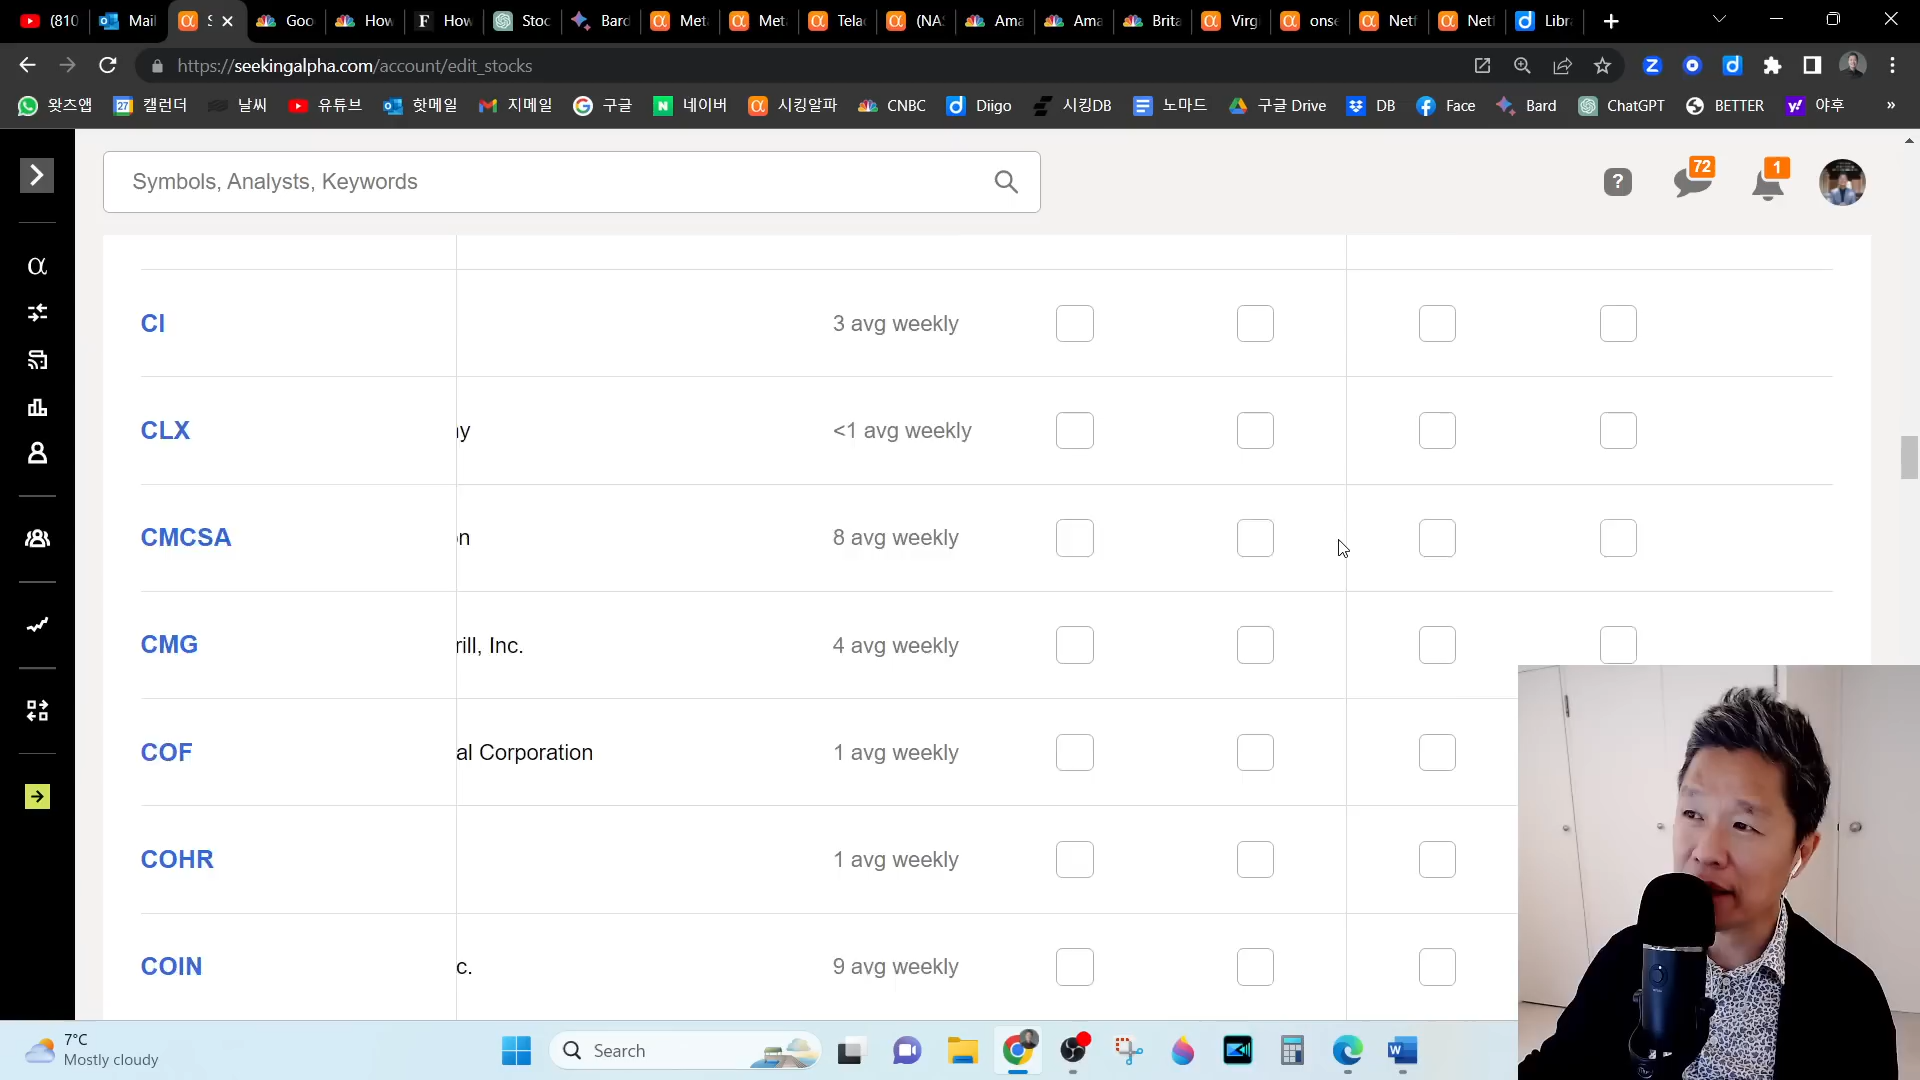 (810
Mail
S
Goo
How
How
Stoc
Bard
Met
Met
Tela
(NA
Ama
Ama
Brita
Virg
onse
Netf
Netf
Libr
https://seekingalpha.com/account/edit_stocks
왓츠앱
캘린더
날씨
유튜브
핫메일
지메일
구글
네이버
시킹알파
CNBC
Diigo
시킹DB
노마드
구글 Drive
DB
Face
Bard
ChatGPT
BETTER
야후
»
Symbols, Analysts, Keywords
?
72
1
CI
3 avg weekly
CLX
ny
<1 avg weekly
CMCSA
on
8 avg weekly
CMG
rill, Inc.
4 avg weekly
COF
al Corporation
1 avg weekly
COHR
1 avg weekly
COIN
c.
9 avg weekly
7°C
Mostly cloudy
Search